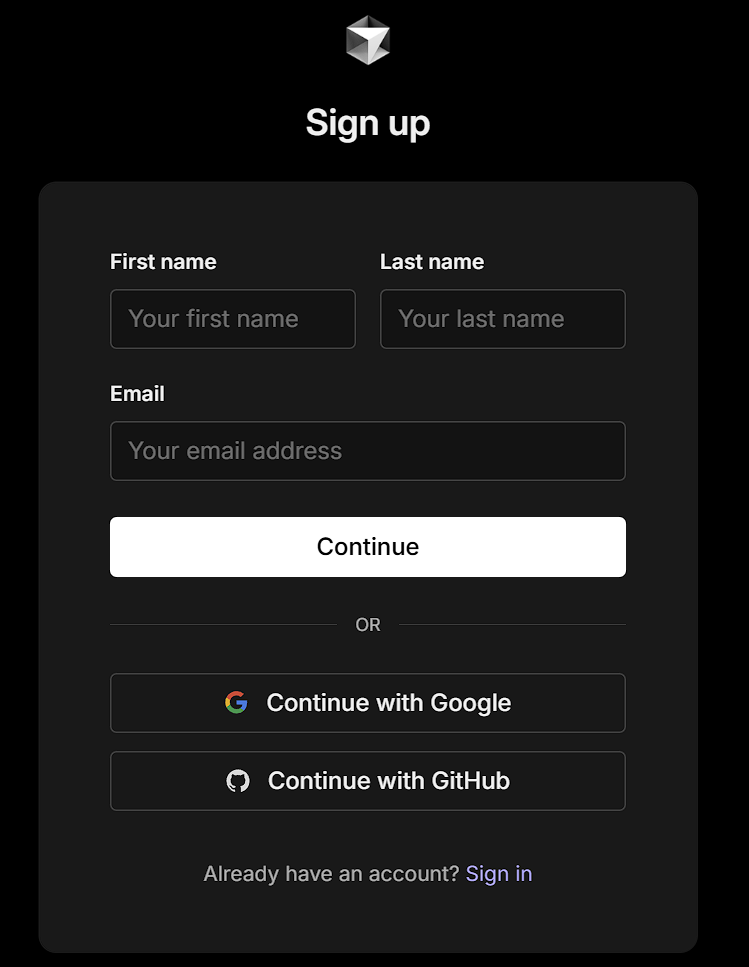 Sign up
First name
Last name
Your first name
Your last name
Email
Your email address
Continue
OR
Continue with Google
Continue with GitHub
Already have an account? Sign in